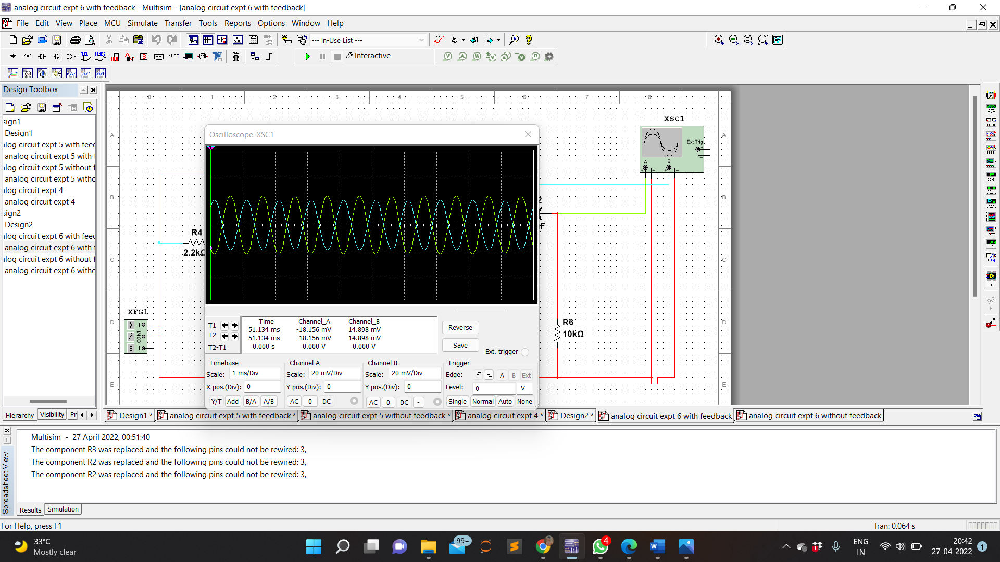 analog circuit expt 6 with feedback - Multisim - [analog circuit expt 6 with feedback]
File Edit View Place MCU Simulate Transfer Tools Reports Options Window Help
--- In-Use List ---
MISC
Interactive
Design Toolbox
sign1
Design1
alog circuit expt 5 with feed
analog circuit expt 5 with
alog circuit expt 5 without f
analog circuit expt 5 witho
alog circuit expt 4
analog circuit expt 4
sign2
Design2
alog circuit expt 6 with feed
analog circuit expt 6 with
alog circuit expt 6 without f
analog circuit expt 6 witho
Hierarchy Visibility Pr
0 1 2 3 4 5 6 7 8
A
B
C
D
E
A
B
C
D
E
XSC1
Ext Trig
A B
R4
2.2kΩ
XFG1
COM
2
F
R6
10kΩ
Oscilloscope-XSC1
T1
T2
T2-T1
Time Channel_A Channel_B
51.134 ms -18.156 mV 14.898 mV
51.134 ms -18.156 mV 14.898 mV
0.000 s 0.000 V 0.000 V
Reverse
Save
Ext. trigger
Timebase
Scale: 1 ms/Div
X pos.(Div): 0
Y/T Add B/A A/B
Channel A
Scale: 20 mV/Div
Y pos.(Div): 0
AC 0 DC
Channel B
Scale: 20 mV/Div
Y pos.(Div): 0
AC 0 DC -
Trigger
Edge: A B Ext
Level: 0 V
Single Normal Auto None
Design1 * analog circuit expt 5 with feedback * analog circuit expt 5 without feedback * analog circuit expt 4 * Design2 * analog circuit expt 6 with feedback analog circuit expt 6 without feedback
Spreadsheet View
Multisim - 27 April 2022, 00:51:40
The component R3 was replaced and the following pins could not be rewired: 3,
The component R2 was replaced and the following pins could not be rewired: 3,
The component R2 was replaced and the following pins could not be rewired: 3,
Results Simulation
For Help, press F1
Tran: 0.064 s
33°C
Mostly clear
99+
4
1
ENG
IN
20:42
27-04-2022
1